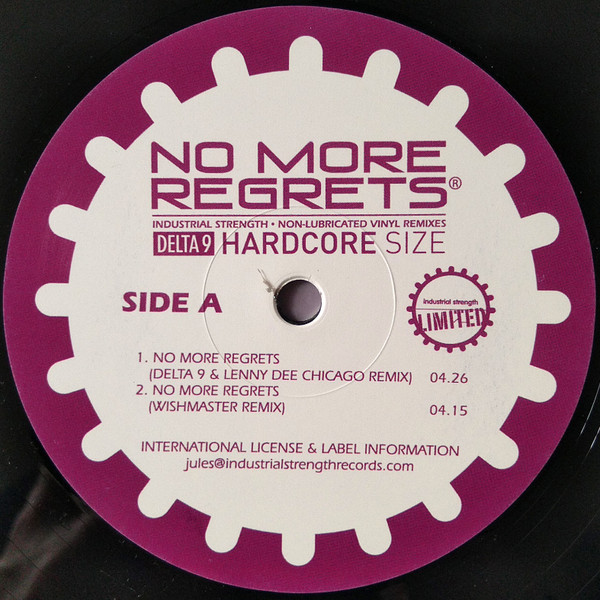 NO MORE
REGRETS®
INDUSTRIAL STRENGTH • NON-LUBRICATED VINYL REMIXES
DELTA 9 HARDCORE SIZE
SIDE A
industrial strength
LIMITED
1. NO MORE REGRETS
(DELTA 9 & LENNY DEE CHICAGO REMIX) 04.26
2. NO MORE REGRETS
(WISHMASTER REMIX) 04.15
INTERNATIONAL LICENSE & LABEL INFORMATION
jules@industrialstrengthrecords.com